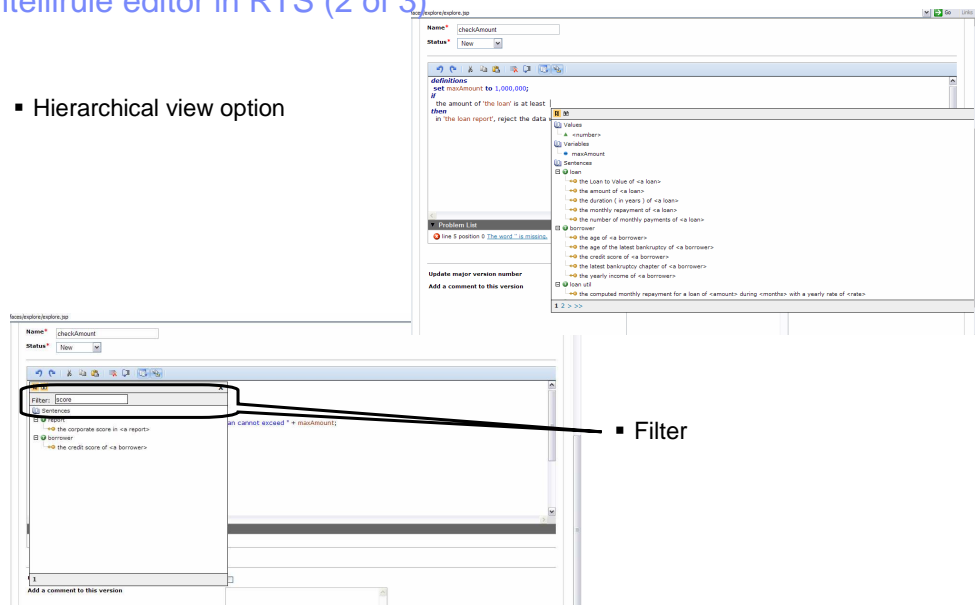 ntellirule editor in RTS (2 of 3)
▪ Hierarchical view option
faces/explore/explore.jsp
Go Links
Name* checkAmount
Status* New
definitions
set maxAmount to 1,000,000;
if
the amount of 'the loan' is at least
then
in 'the loan report', reject the data
Values
<number>
Variables
maxAmount
Sentences
loan
the Loan to Value of <a loan>
the amount of <a loan>
the duration ( in years ) of <a loan>
the monthly repayment of <a loan>
the number of monthly payments of <a loan>
borrower
the age of <a borrower>
the age of the latest bankruptcy of <a borrower>
the credit score of <a borrower>
the latest bankruptcy chapter of <a borrower>
the yearly income of <a borrower>
loan util
the computed monthly repayment for a loan of <amount> during <months> with a yearly rate of <rate>
1 2 > >>
Problem List
line 5 position 0 The word '' is missing.
Update major version number
Add a comment to this version
faces/explore/explore.jsp
Name* checkAmount
Status* New
x
Filter: score
Sentences
report
the corporate score in <a report>
borrower
the credit score of <a borrower>
an cannot exceed " + maxAmount;
1
Add a comment to this version
▪ Filter